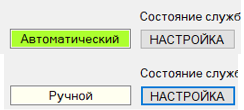 Состояние служб
Автоматический НАСТРОЙКА
Состояние служб
Ручной НАСТРОЙКА